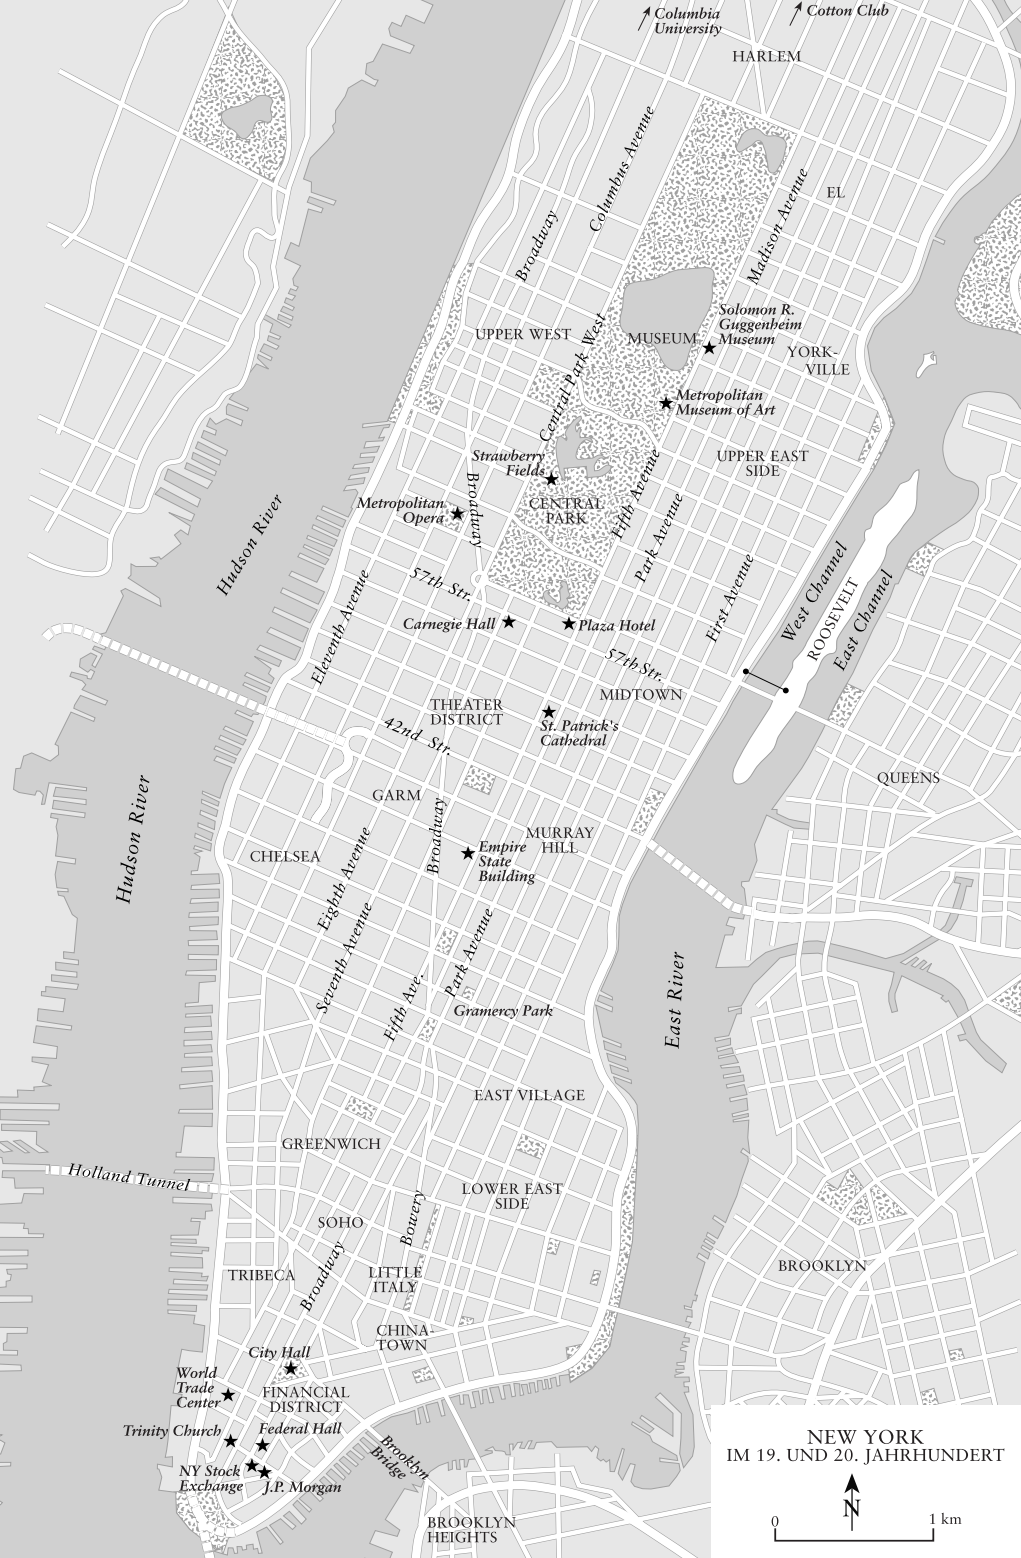 Columbia
University
Cotton Club
HARLEM
Columbus Avenue
EL
Madison Avenue
Broadway
Solomon R.
Guggenheim
Museum
UPPER WEST
MUSEUM
Central Park West
YORK-
VILLE
Metropolitan
Museum of Art
Strawberry
Fields
UPPER EAST
SIDE
Metropolitan
Opera
Broadway
CENTRAL
PARK
Fifth Avenue
Park Avenue
Hudson River
57th Str.
First Avenue
West Channel
ROOSEVELT
East Channel
Eleventh Avenue
Carnegie Hall
Plaza Hotel
57th Str.
MIDTOWN
THEATER
DISTRICT
St. Patrick's
Cathedral
42nd Str.
QUEENS
GARM
Hudson River
Broadway
MURRAY
HILL
CHELSEA
Empire
State
Building
Eighth Avenue
Seventh Avenue
Park Avenue
Fifth Ave.
Gramercy Park
East River
EAST VILLAGE
GREENWICH
Holland Tunnel
LOWER EAST
SIDE
Bowery
SOHO
BROOKLYN
TRIBECA
Broadway
LITTLE
ITALY
CHINA-
TOWN
City Hall
World
Trade
Center
FINANCIAL
DISTRICT
Trinity Church
Federal Hall
Brooklyn
Bridge
NY Stock
Exchange
J.P. Morgan
BROOKLYN
HEIGHTS
NEW YORK
IM 19. UND 20. JAHRHUNDERT
N
0
1 km